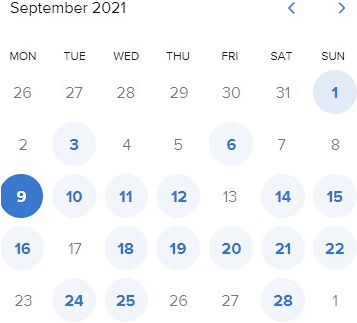 September 2021
MON TUE WED THU FRI SAT SUN
26 27 28 29 30 31 1
2 3 4 5 6 7 8
9 10 11 12 13 14 15
16 17 18 19 20 21 22
23 24 25 26 27 28 1